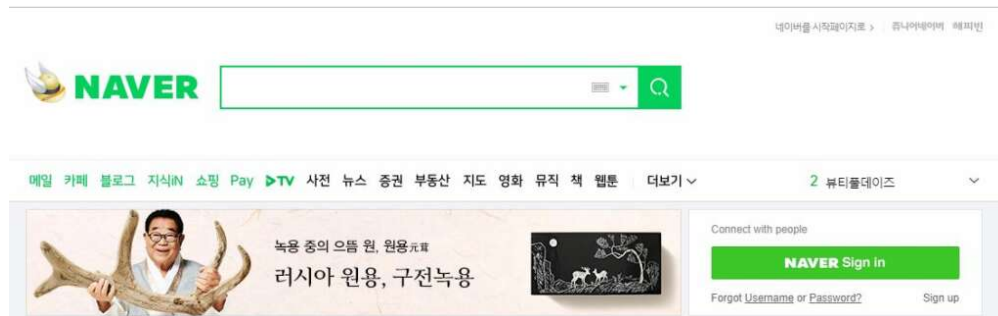 네이버를 시작페이지로 > 쥬니어네이버 해피빈
NAVER
메일 카페 블로그 지식iN 쇼핑 Pay TV 사전 뉴스 증권 부동산 지도 영화 뮤직 책 웹툰 더보기
2 뷰티풀데이즈
녹용 중의 으뜸 원, 원용元茸
러시아 원용, 구전녹용
Connect with people
NAVER Sign in
Forgot Username or Password? Sign up